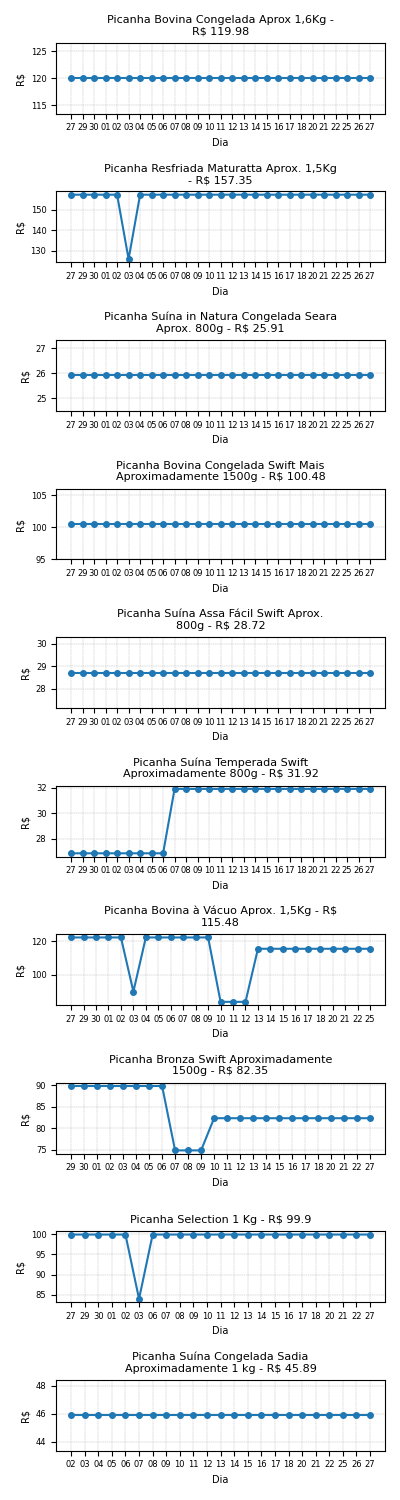 Picanha Bovina Congelada Aprox 1,6Kg -
R$ 119.98
125
120
115
R$
27 29 30 01 02 03 04 05 06 07 08 09 10 11 12 13 14 15 16 17 18 20 21 22 25 26 27
Dia
Picanha Resfriada Maturatta Aprox. 1,5Kg
- R$ 157.35
150
140
130
R$
27 29 30 01 02 03 04 05 06 07 08 09 10 11 12 13 14 15 16 17 18 20 21 22 25 26 27
Dia
Picanha Suína in Natura Congelada Seara
Aprox. 800g - R$ 25.91
27
26
25
R$
27 29 30 01 02 03 04 05 06 07 08 09 10 11 12 13 14 15 16 17 18 20 21 22 25 26 27
Dia
Picanha Bovina Congelada Swift Mais
Aproximadamente 1500g - R$ 100.48
105
100
95
R$
27 29 30 01 02 03 04 05 06 07 08 09 10 11 12 13 14 15 16 17 18 20 21 22 25 26 27
Dia
Picanha Suína Assa Fácil Swift Aprox.
800g - R$ 28.72
30
29
28
R$
27 29 30 01 02 03 04 05 06 07 08 09 10 11 12 13 14 15 16 17 18 20 21 22 25 26 27
Dia
Picanha Suína Temperada Swift
Aproximadamente 800g - R$ 31.92
32
30
28
R$
27 29 30 01 02 03 04 05 06 07 08 09 10 11 12 13 14 15 16 17 18 20 21 22 25 26 27
Dia
Picanha Bovina à Vácuo Aprox. 1,5Kg - R$
115.48
120
100
R$
27 29 30 01 02 03 04 05 06 07 08 09 10 11 12 13 14 15 16 17 18 20 21 22 25
Dia
Picanha Bronza Swift Aproximadamente
1500g - R$ 82.35
90
85
80
75
R$
29 30 01 02 03 04 05 06 07 08 09 10 11 12 13 14 15 16 17 18 20 21 22 27
Dia
Picanha Selection 1 Kg - R$ 99.9
100
95
90
85
R$
27 29 30 01 02 03 06 07 08 09 10 11 12 13 14 15 16 17 18 20 21 22 27
Dia
Picanha Suína Congelada Sadia
Aproximadamente 1 kg - R$ 45.89
48
46
44
R$
02 03 04 05 06 07 08 09 10 11 12 13 14 15 16 17 18 20 21 22 25 26 27
Dia